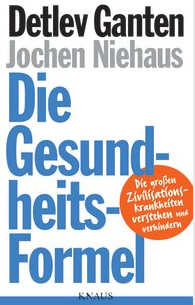 Detlev Ganten
Jochen Niehaus
Die
Gesund-
heits-
Formel
Die großen
Zivilisations-
krankheiten
verstehen und
verhindern
KNAUS